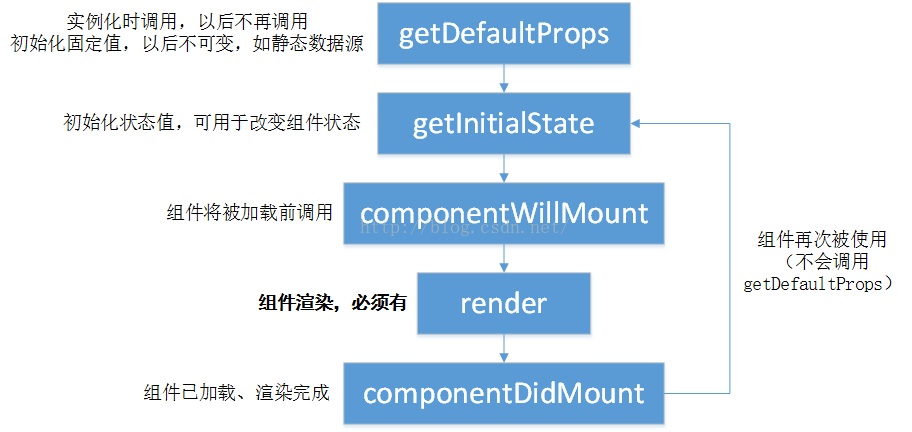 实例化时调用，以后不再调用
初始化固定值，以后不可变，如静态数据源
getDefaultProps
初始化状态值，可用于改变组件状态
getInitialState
组件将被加载前调用
componentWillMount
http://blog.csdn.net/
组件再次被使用
（不会调用
getDefaultProps）
组件渲染，必须有
render
组件已加载、渲染完成
componentDidMount